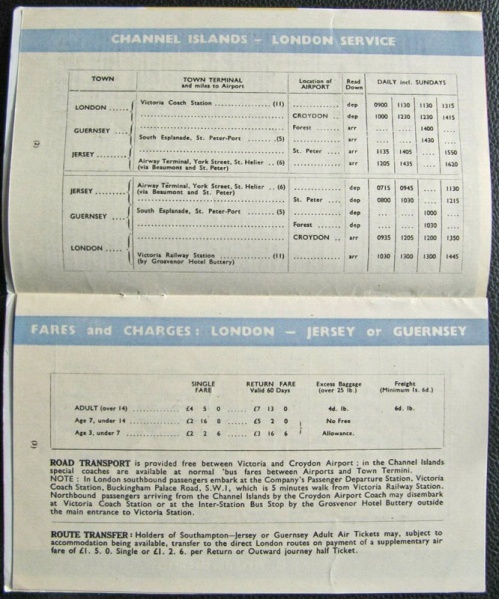 CHANNEL ISLANDS – LONDON SERVICE
TOWN TOWN TERMINAL and miles to Airport Location of AIRPORT Read Down DAILY incl. SUNDAYS
LONDON ..... Victoria Coach Station .................. (11) ............... dep 0900 1130 1130 1315
CROYDON .. dep 1000 1230 1230 1415
GUERNSEY .... Forest ........ arr .... .... 1400 ....
South Esplanade, St. Peter-Port ......... (5) ............... arr .... .... 1430 ....
JERSEY ........ St. Peter .... arr 1135 1405 .... 1550
Airway Terminal, York Street, St. Helier .. (6) ............... arr 1205 1435 .... 1620
(via Beaumont and St. Peter)
JERSEY ........ Airway Terminal, York Street, St. Helier .. (6) ............... dep 0715 0945 .... 1130
(via Beaumont and St. Peter)
St. Peter .... dep 0800 1030 .... 1215
GUERNSEY .... South Esplanade, St. Peter-Port ......... (5) ............... dep .... .... 1000 ....
Forest ........ dep .... .... 1030 ....
LONDON ....... CROYDON .. arr 0935 1205 1200 1350
Victoria Railway Station .................. (11) ............... arr 1030 1300 1300 1445
(by Grosvenor Hotel Buttery)
FARES and CHARGES: LONDON – JERSEY or GUERNSEY
SINGLE FARE RETURN FARE Valid 60 Days Excess Baggage (over 25 lb.) Freight (Minimum 1s. 6d.)
ADULT (over 14) ............ £4 5 0 ...... £7 13 0 4d. lb. 6d. lb.
Age 7, under 14 ............ £2 16 0 ...... £5 2 0 No Free
Age 3, under 7 ............ £2 2 6 ...... £3 16 6 Allowance.
ROAD TRANSPORT is provided free between Victoria and Croydon Airport ; in the Channel Islands
special coaches are available at normal 'bus fares between Airports and Town Termini.
NOTE : In London southbound passengers embark at the Company's Passenger Departure Station, Victoria
Coach Station, Buckingham Palace Road, S.W.1, which is 5 minutes walk from Victoria Railway Station.
Northbound passengers arriving from the Channel Islands by the Croydon Airport Coach may disembark
at Victoria Coach Station or at the Inter-Station Bus Stop by the Grosvenor Hotel Buttery outside
the main entrance to Victoria Station.
ROUTE TRANSFER : Holders of Southampton—Jersey or Guernsey Adult Air Tickets may, subject to
accommodation being available, transfer to the direct London routes on payment of a supplementary air
fare of £1. 5. 0. Single or £1. 2. 6. per Return or Outward journey half Ticket.